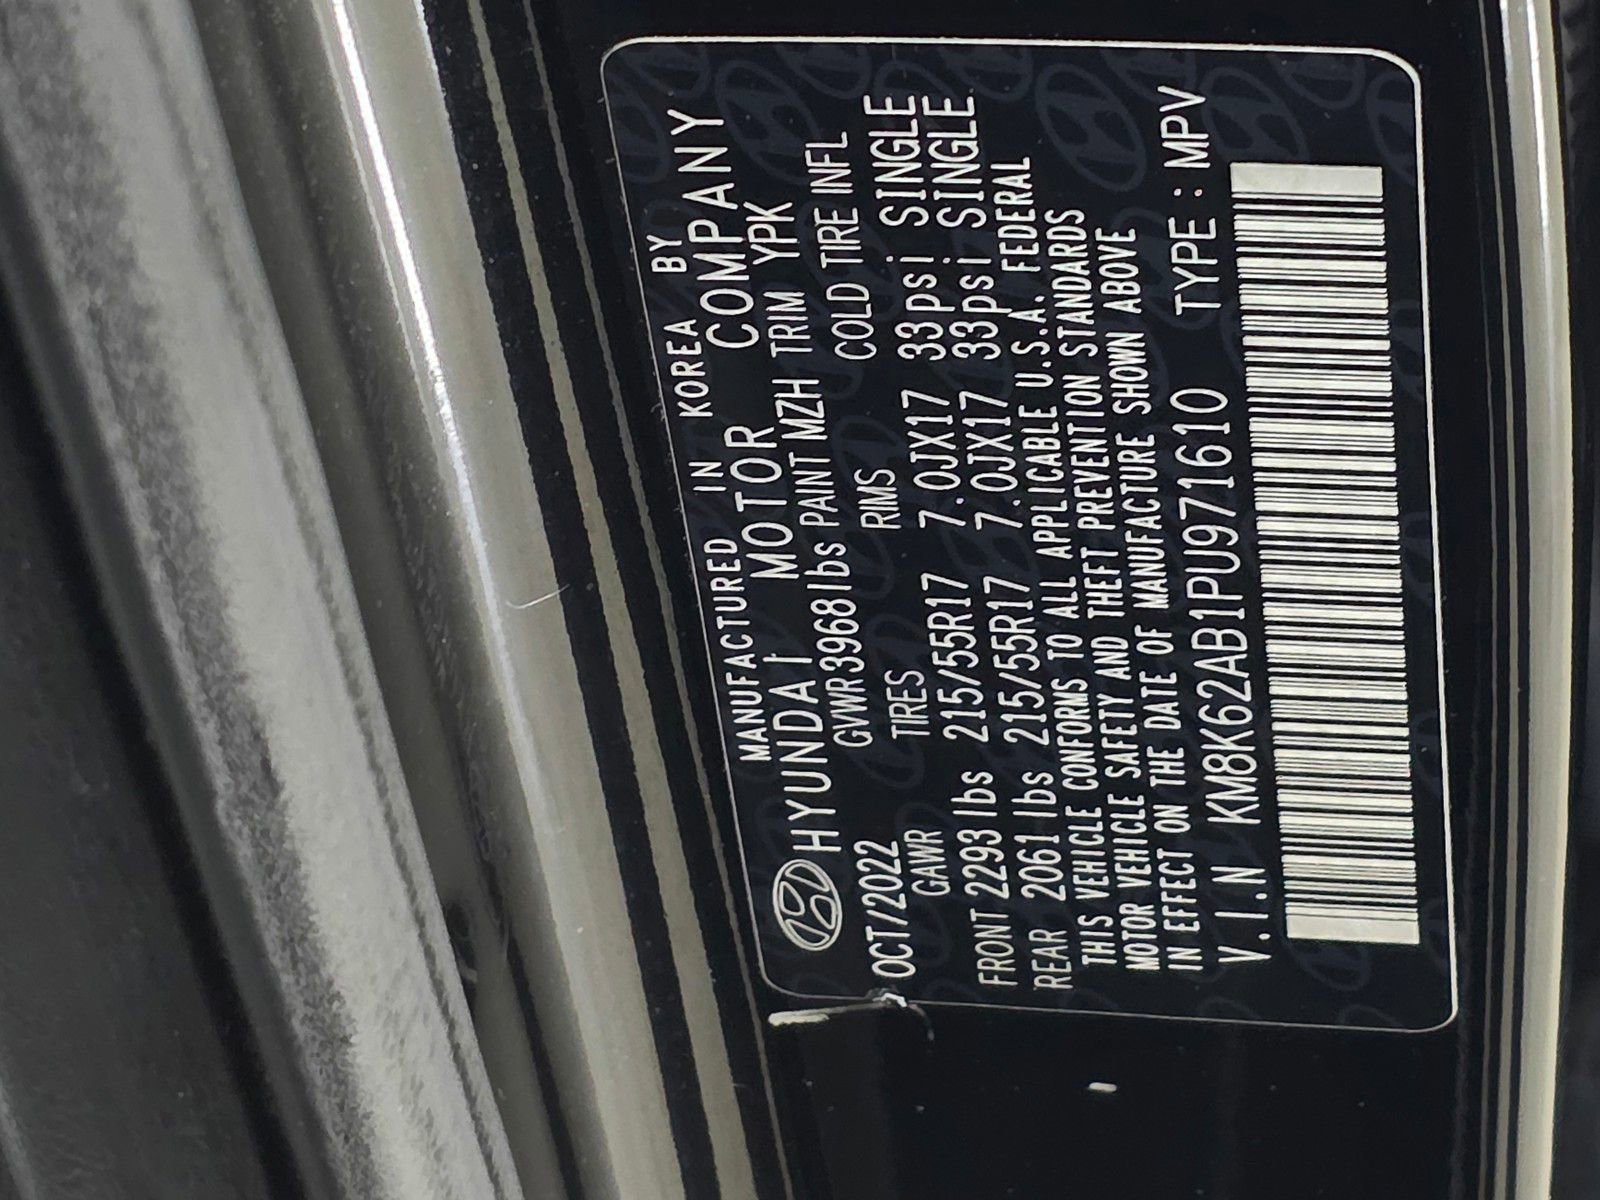 MANUFACTURED IN KOREA BY
HYUNDAI MOTOR COMPANY
OCT/2022 GVWR3968lbs PAINT MZH TRIM YPK
GAWR TIRES RIMS COLD TIRE INFL
FRONT 2293 lbs 215/55R17 7.0JX17 33psi SINGLE
REAR 2061 lbs 215/55R17 7.0JX17 33psi SINGLE
THIS VEHICLE CONFORMS TO ALL APPLICABLE U.S.A. FEDERAL
MOTOR VEHICLE SAFETY AND THEFT PREVENTION STANDARDS
IN EFFECT ON THE DATE OF MANUFACTURE SHOWN ABOVE
V.I.N KM8K62AB1PU971610 TYPE : MPV